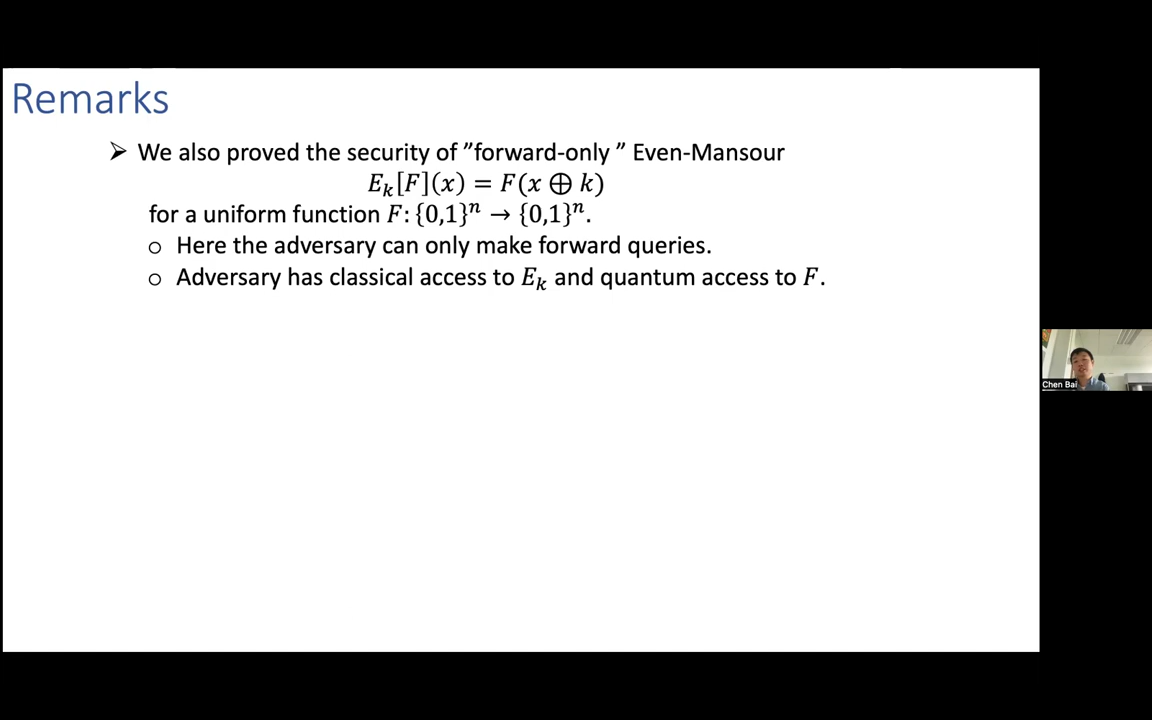 Remarks
➢ We also proved the security of ”forward-only ” Even-Mansour
E_k[F](x) = F(x ⊕ k)
for a uniform function F: {0,1}^n → {0,1}^n.
o Here the adversary can only make forward queries.
o Adversary has classical access to E_k and quantum access to F.
Chen Bai